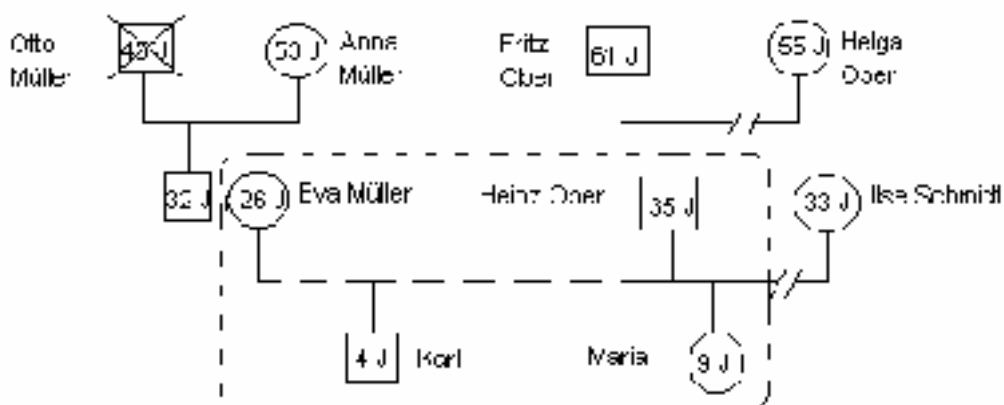 Otto
Müller
J
Anna
Müller
Fritz
Ober
61 J
55 J
Helga
Ober
32 J
26 J
Eva Müller
Heinz Ober
35 J
33 J
Ilse Schmidt
4 J
Karl
Maria
9 J